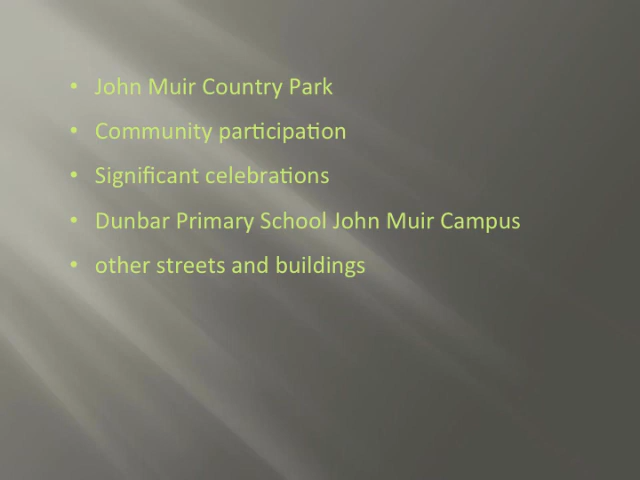 • John Muir Country Park
• Community participation
• Significant celebrations
• Dunbar Primary School John Muir Campus
• other streets and buildings